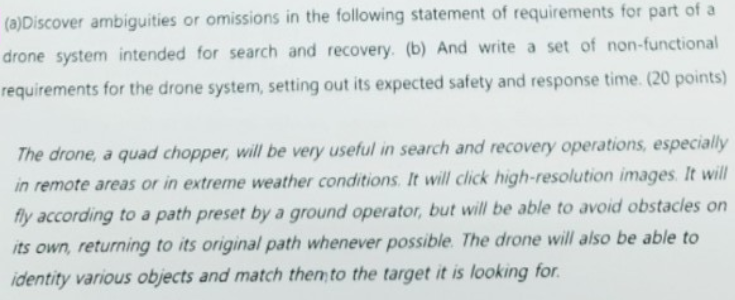 (a)Discover ambiguities or omissions in the following statement of requirements for part of a
drone system intended for search and recovery. (b) And write a set of non-functional
requirements for the drone system, setting out its expected safety and response time. (20 points)
The drone, a quad chopper, will be very useful in search and recovery operations, especially
in remote areas or in extreme weather conditions. It will click high-resolution images. It will
fly according to a path preset by a ground operator, but will be able to avoid obstacles on
its own, returning to its original path whenever possible. The drone will also be able to
identity various objects and match them to the target it is looking for.